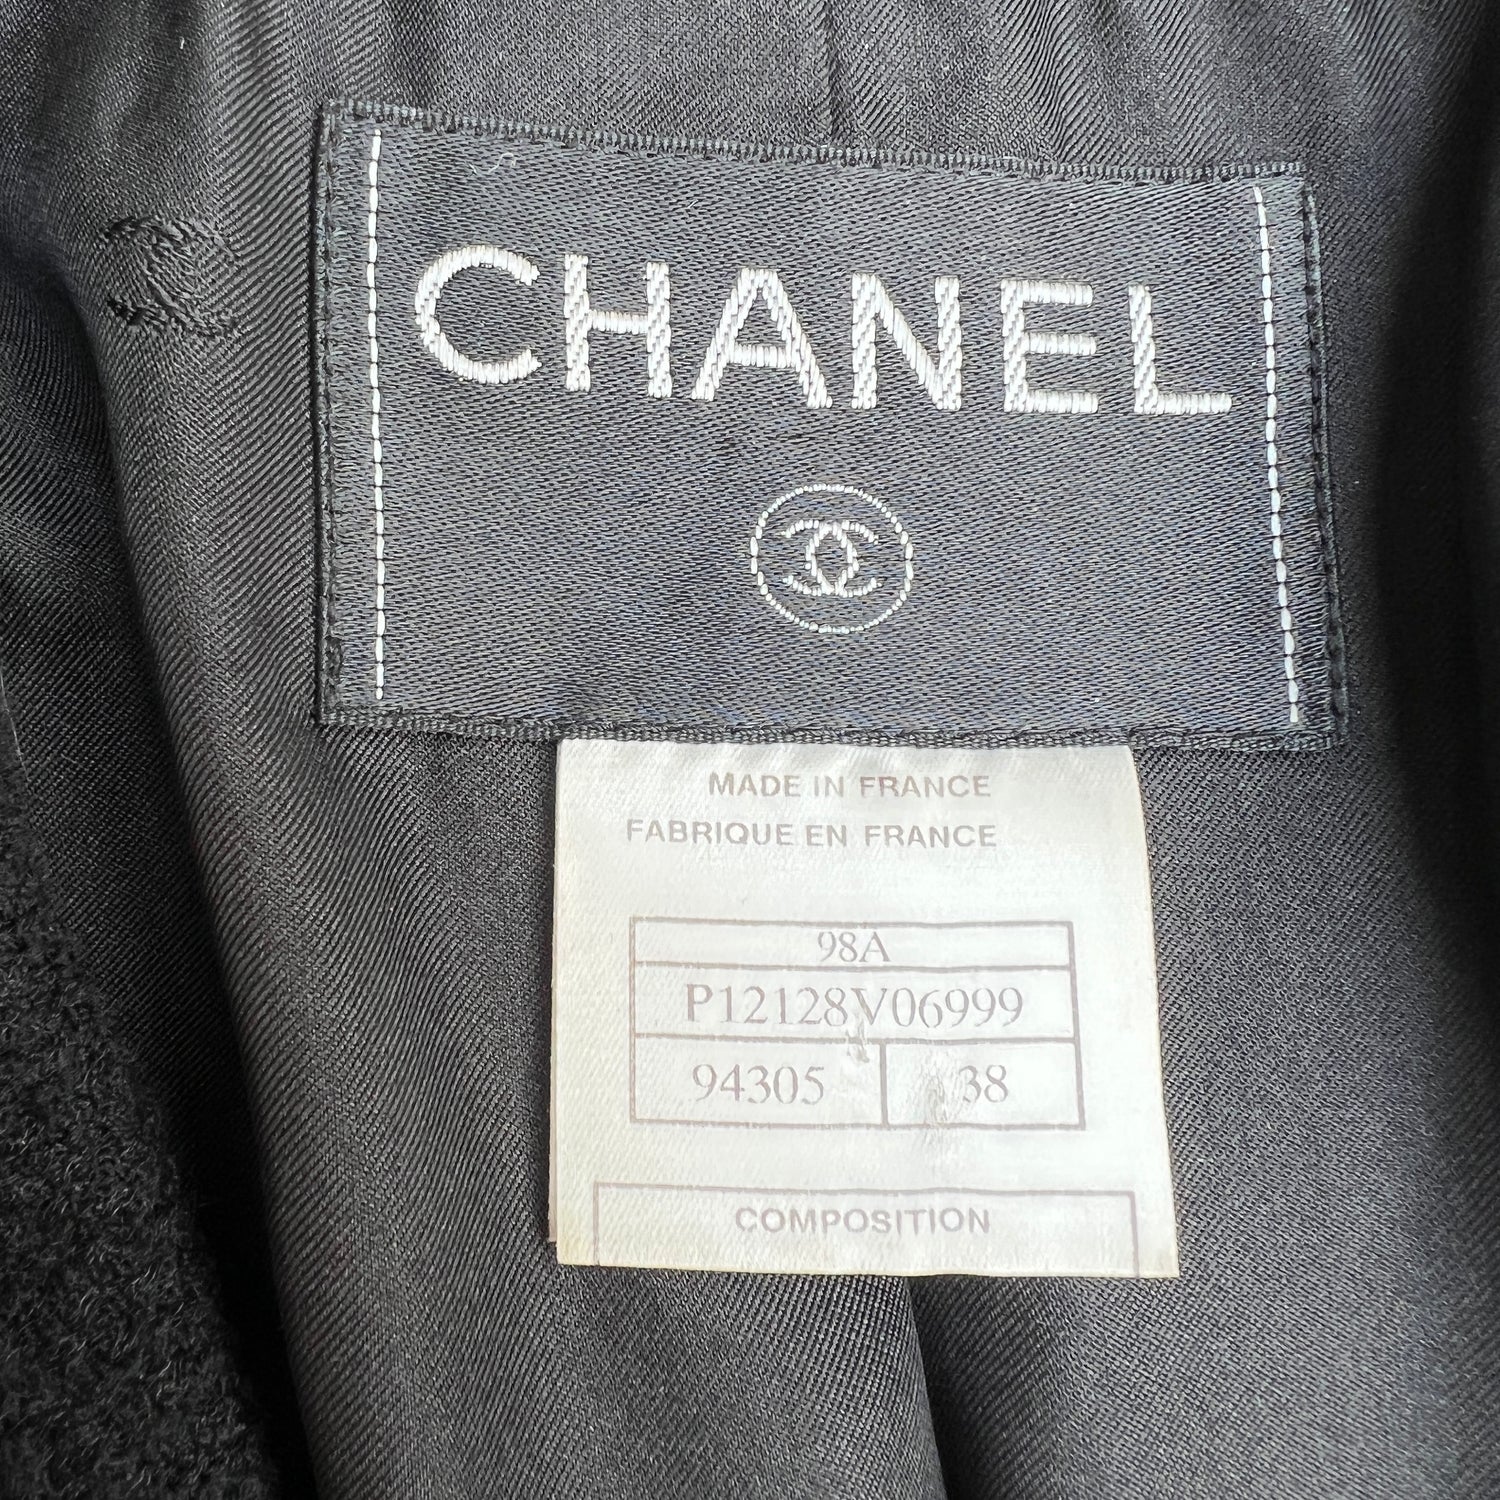 CHANEL
MADE IN FRANCE
FABRIQUE EN FRANCE
98A
P12128V06999
94305 38
COMPOSITION